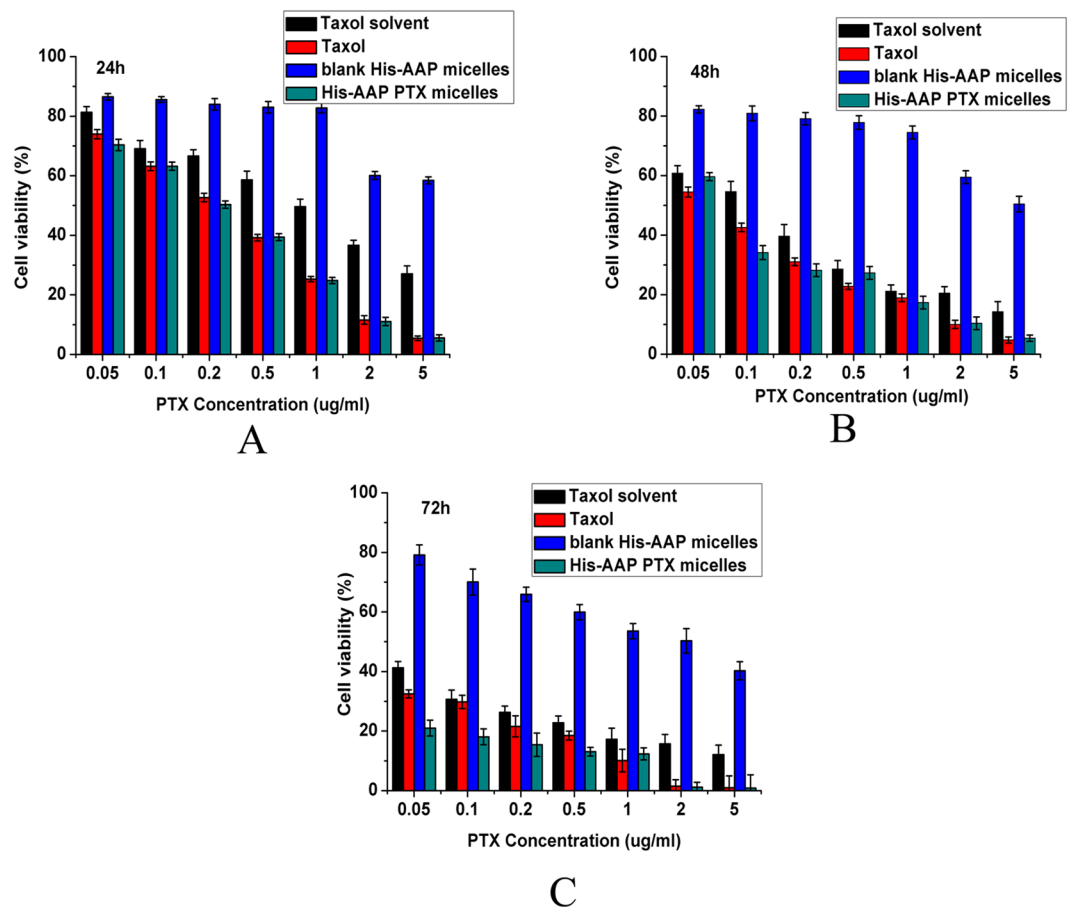 Taxol solvent
Taxol
blank His-AAP micelles
His-AAP PTX micelles
24h
100
80
60
40
20
0
Cell viability (%)
0.05 0.1 0.2 0.5 1 2 5
PTX Concentration (ug/ml)
A
Taxol solvent
Taxol
blank His-AAP micelles
His-AAP PTX micelles
48h
100
80
60
40
20
0
Cell viability (%)
0.05 0.1 0.2 0.5 1 2 5
PTX Concentration (ug/ml)
B
Taxol solvent
Taxol
blank His-AAP micelles
His-AAP PTX micelles
72h
100
80
60
40
20
0
Cell viability (%)
0.05 0.1 0.2 0.5 1 2 5
PTX Concentration (ug/ml)
C